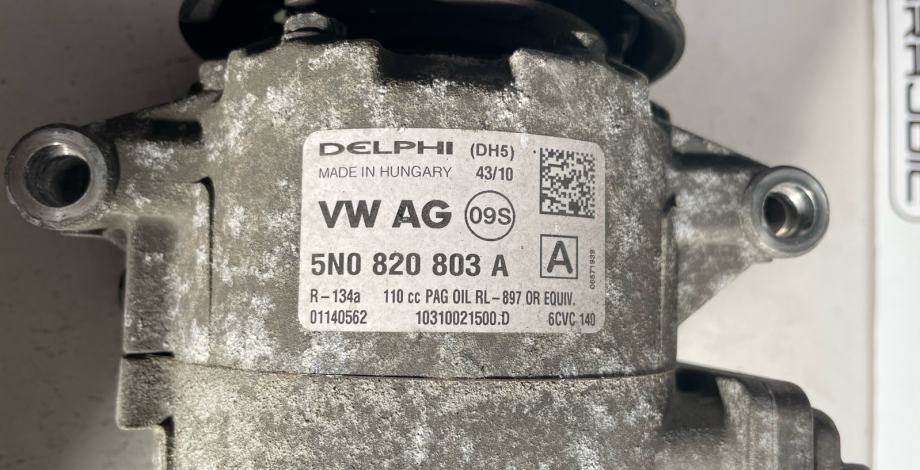 DELPHI (DH5)
MADE IN HUNGARY 43/10
VW AG 09S
5N0 820 803 A A
R-134a 110 cc PAG OIL RL-897 OR EQUIV.
01140562 10310021500.D 6CVC 140